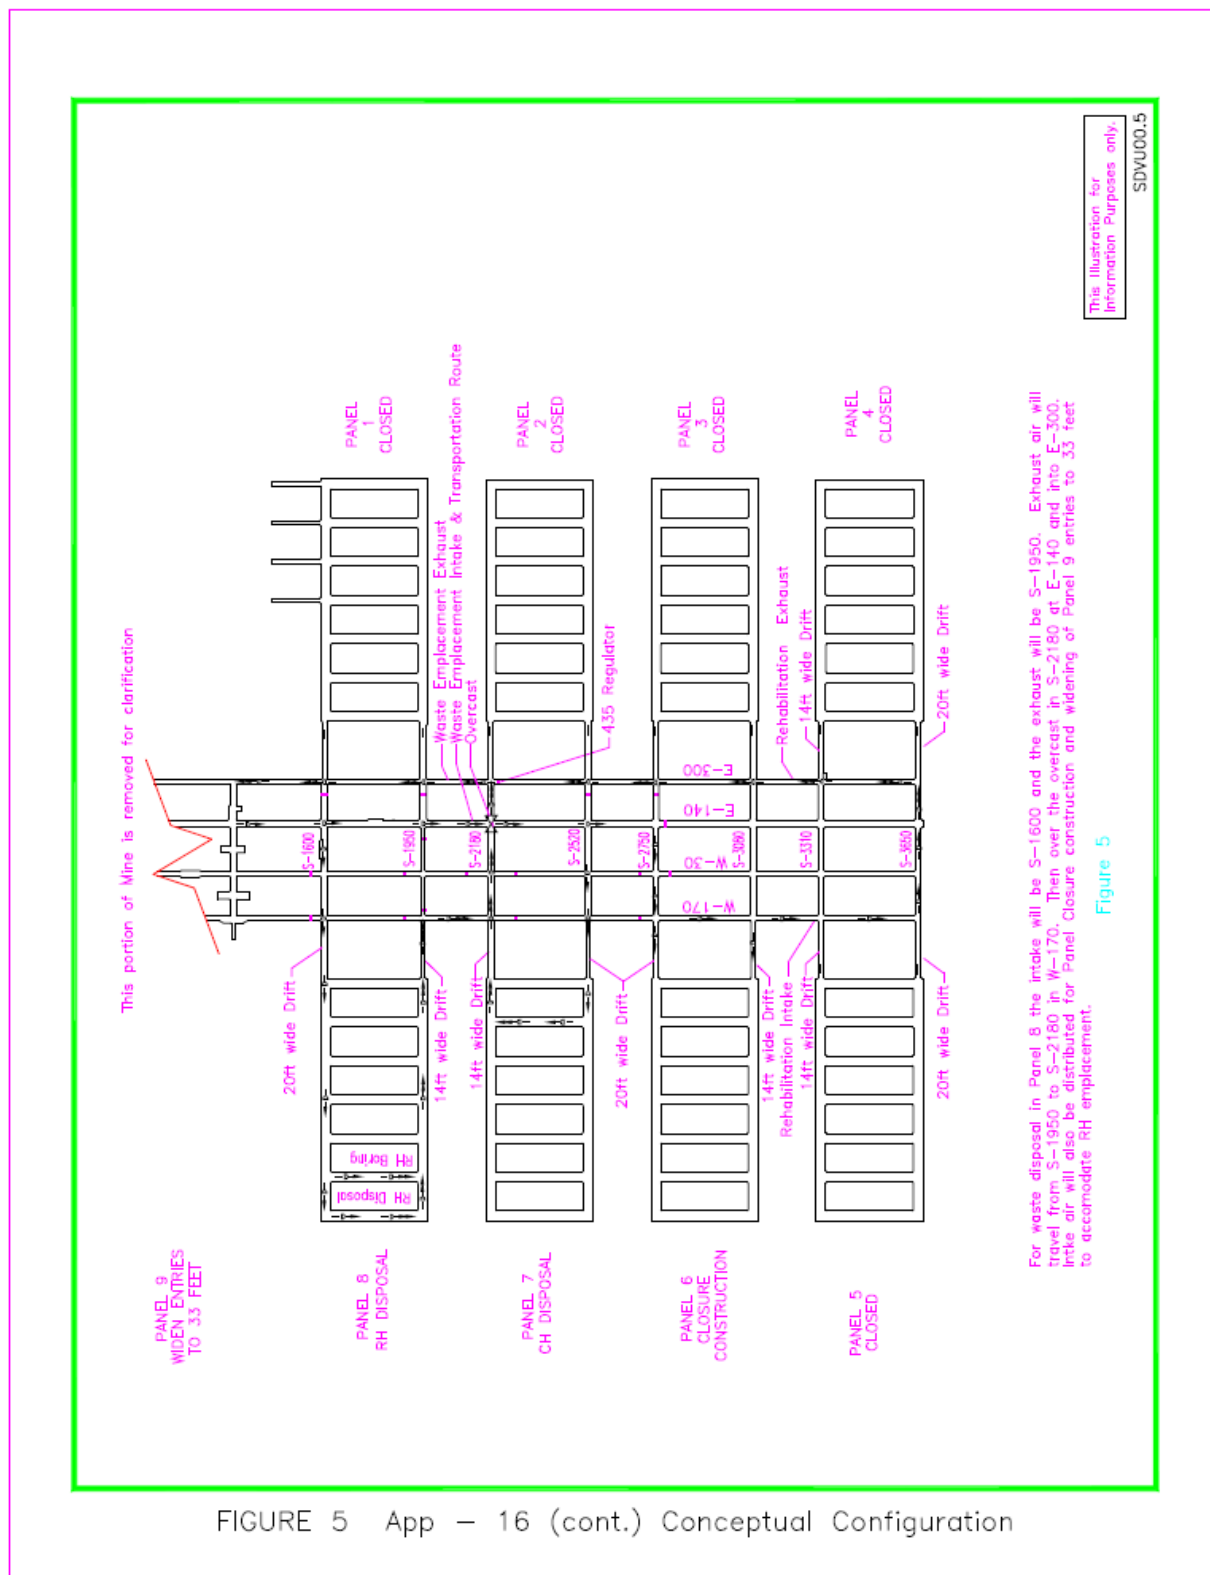 This portion of Mine is removed for clarification
PANEL 9
WIDEN ENTRIES
TO 33 FEET
PANEL 8
RH DISPOSAL
PANEL 7
CH DISPOSAL
PANEL 6
CLOSURE
CONSTRUCTION
PANEL 5
CLOSED
PANEL
1
CLOSED
PANEL
2
CLOSED
PANEL
3
CLOSED
PANEL
4
CLOSED
RH Disposal
RH Boring
20ft wide Drift
14ft wide Drift
14ft wide Drift
20ft wide Drift
14ft wide Drift
Rehabilitation Intake
14ft wide Drift
20ft wide Drift
S-1600
S-1950
S-2180
S-2520
S-2750
S-3080
S-3310
S-3650
W-170
W-30
E-140
E-300
Waste Emplacement Exhaust
Waste Emplacement Intake & Transportation Route
Overcast
435 Regulator
Rehabilitation Exhaust
14ft wide Drift
20ft wide Drift
For waste disposal in Panel 8 the intake will be S-1600 and the exhaust will be S-1950. Exhaust air will
travel from S-1950 to S-2180 in W-170. Then over the overcast in S-2180 at E-140 and into E-300.
Intke air will also be distributed for Panel Closure construction and widening of Panel 9 entries to 33 feet
to accomodate RH emplacement.
Figure 5
This Illustration for
Information Purposes only.
SDVU00.5
FIGURE 5 App - 16 (cont.) Conceptual Configuration